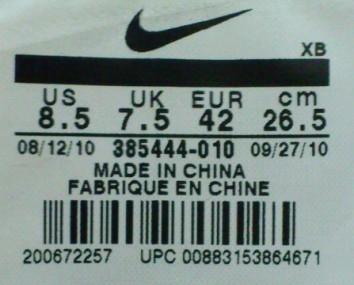 XB
US UK EUR cm
8.5 7.5 42 26.5
08/12/10 385444-010 09/27/10
MADE IN CHINA
FABRIQUE EN CHINE
200672257 UPC 00883153864671